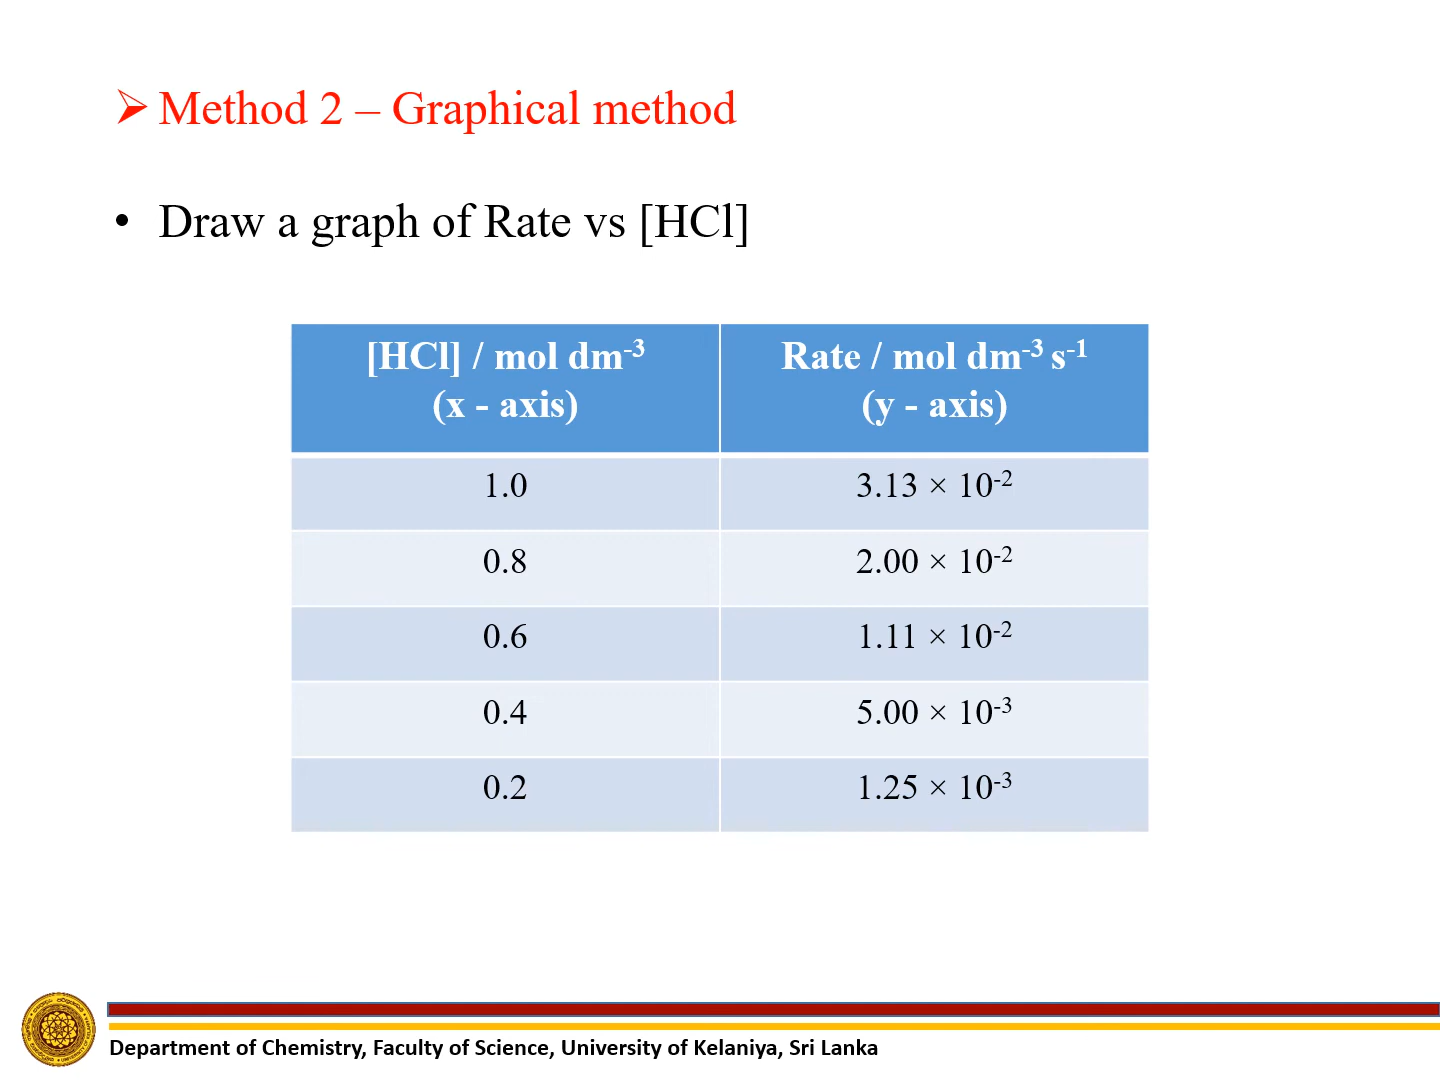 ➢ Method 2 – Graphical method
• Draw a graph of Rate vs [HCl]
[HCl] / mol dm⁻³ Rate / mol dm⁻³ s⁻¹
(x - axis) (y - axis)
1.0 3.13 × 10⁻²
0.8 2.00 × 10⁻²
0.6 1.11 × 10⁻²
0.4 5.00 × 10⁻³
0.2 1.25 × 10⁻³
Department of Chemistry, Faculty of Science, University of Kelaniya, Sri Lanka